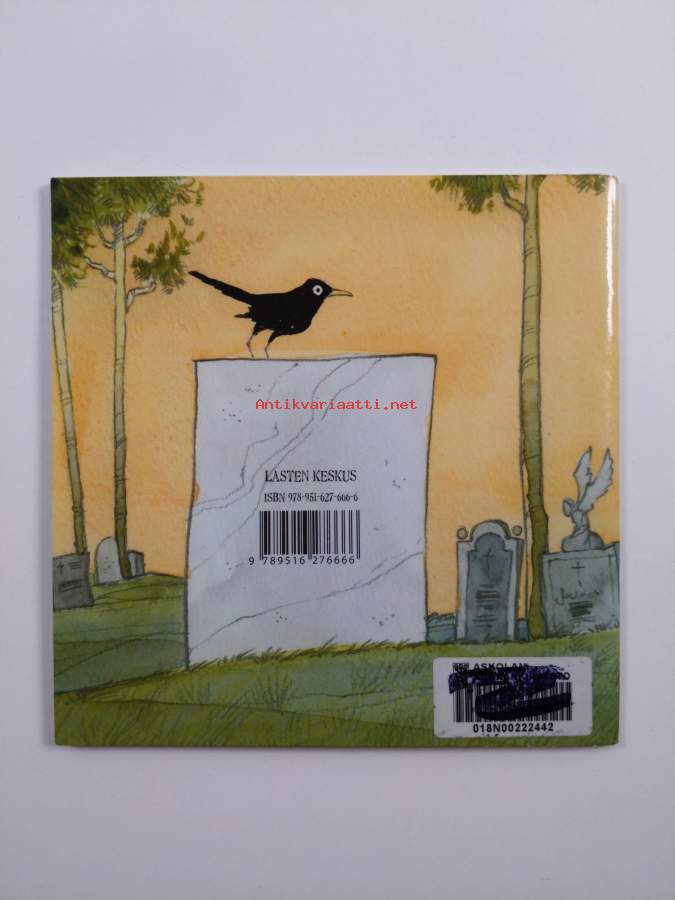 Antikvariaatti.net
LASTEN KESKUS
ISBN 978-951-627-666-6
9 789516 276666
ASKOLAN
018N00222442